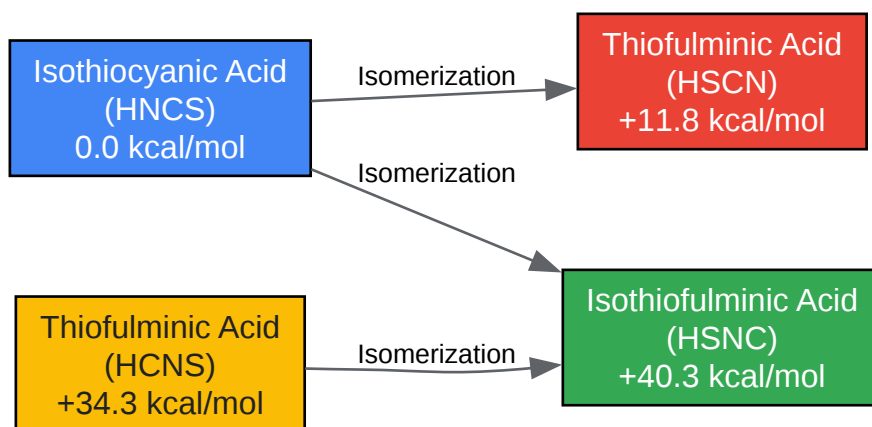 Isothiocyanic Acid
(HNCS)
0.0 kcal/mol
Isomerization
Thiofulminic Acid
(HSCN)
+11.8 kcal/mol
Isomerization
Thiofulminic Acid
(HCNS)
+34.3 kcal/mol
Isomerization
Isothiofulminic Acid
(HSNC)
+40.3 kcal/mol